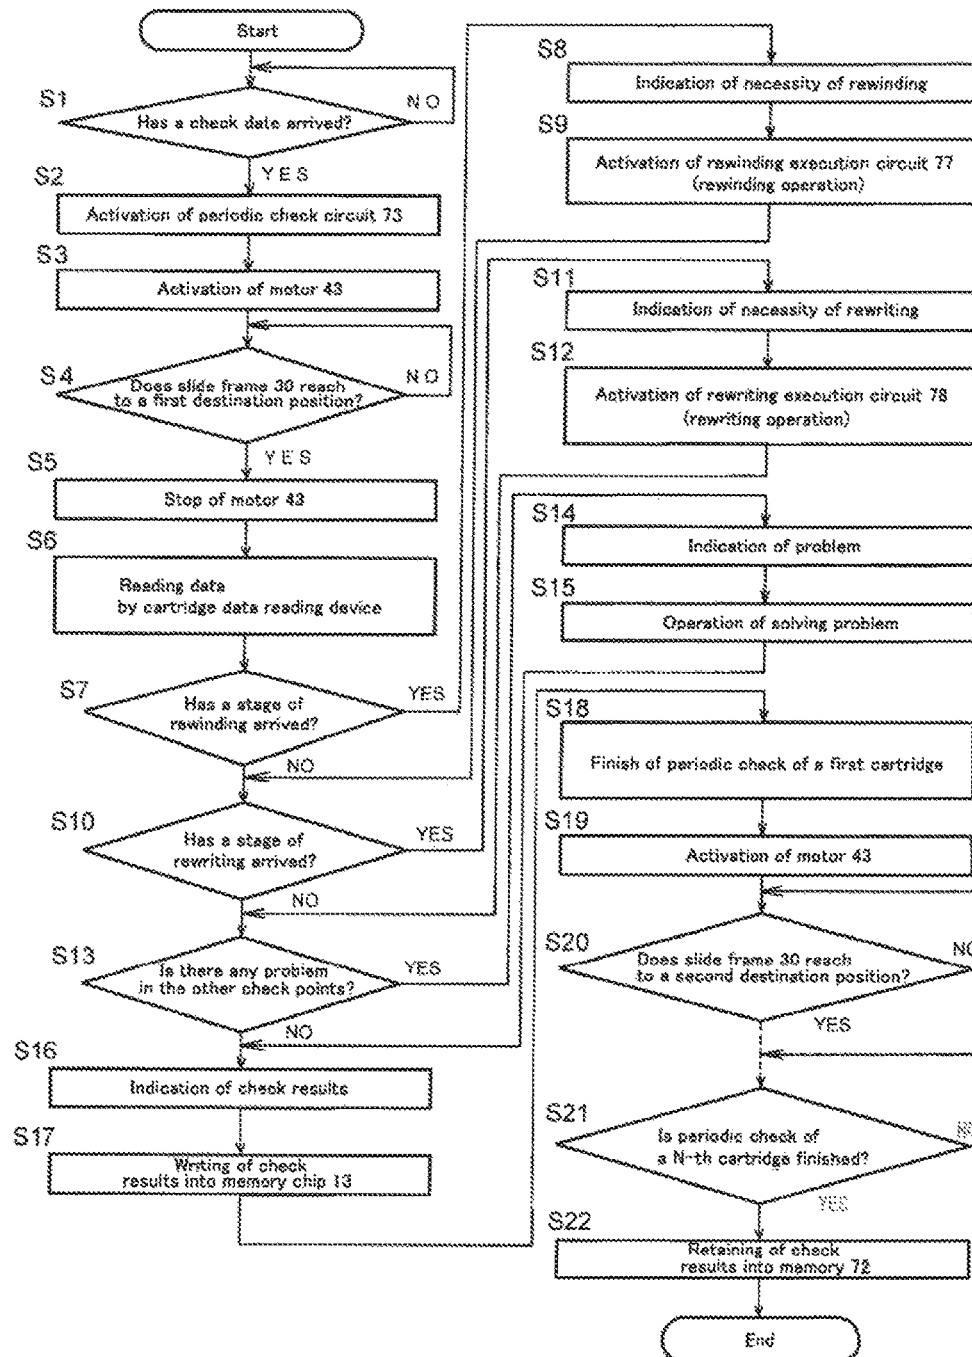 Start
S1
Has a check date arrived?
NO
YES
S2
Activation of periodic check circuit 73
S3
Activation of motor 43
S4
Does slide frame 30 reach
to a first destination position?
NO
YES
S5
Stop of motor 43
S6
Reading data
by cartridge data reading device
S7
Has a stage of
rewinding arrived?
YES
NO
S10
Has a stage of
rewriting arrived?
YES
NO
S13
Is there any problem
in the other check points?
YES
NO
S16
Indication of check results
S17
Writing of check
results into memory chip 13
S8
Indication of necessity of rewinding
S9
Activation of rewinding execution circuit 77
(rewinding operation)
S11
Indication of necessity of rewriting
S12
Activation of rewriting execution circuit 78
(rewriting operation)
S14
Indication of problem
S15
Operation of solving problem
S18
Finish of periodic check of a first cartridge
S19
Activation of motor 43
S20
Does slide frame 30 reach
to a second destination position?
NO
YES
S21
Is periodic check of
a N-th cartridge finished?
NO
YES
S22
Retaining of check
results into memory 72
End